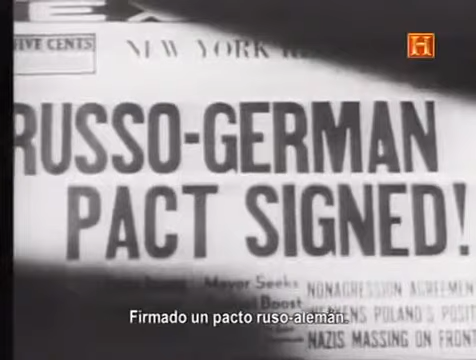 EX
FIVE CENTS
NEW YORK
H
RUSSO-GERMAN
PACT SIGNED!
Mayor Seeks
Boost
NONAGRESSION AGREEMEN
POLAND'S POSIT
NAZIS MASSING ON FRONT
Firmado un pacto ruso-alemán.